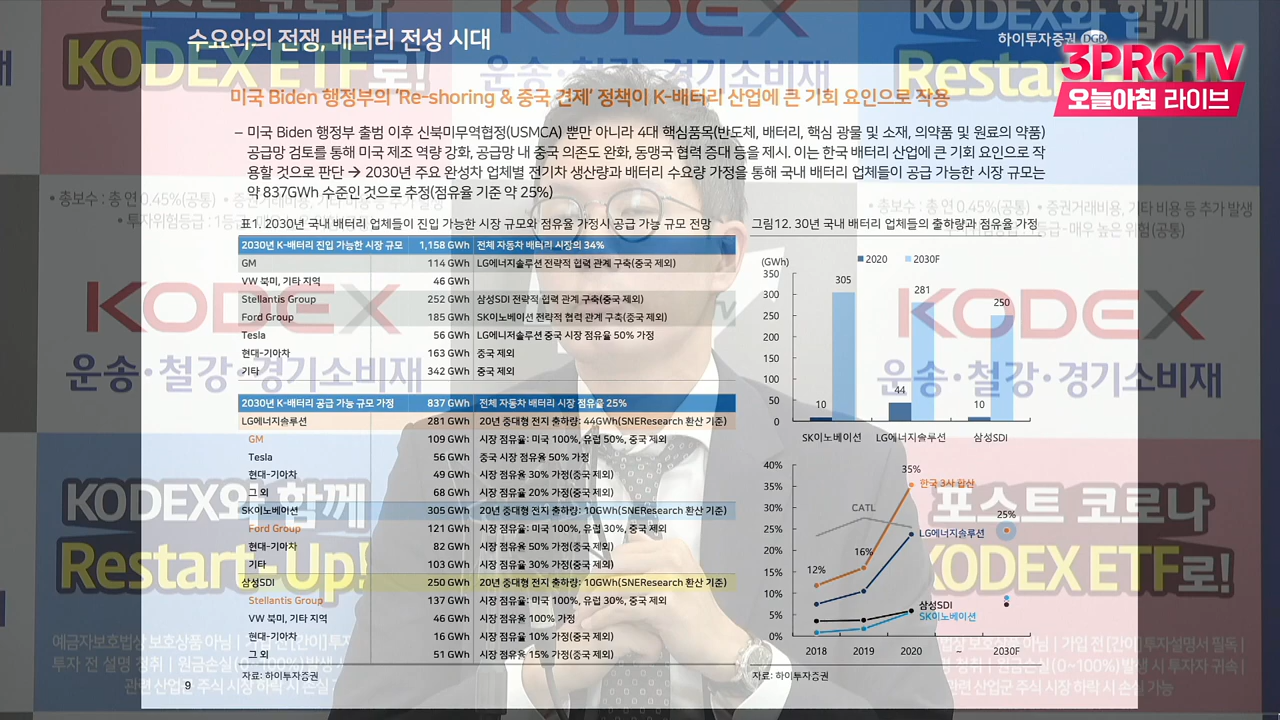 수요와의 전쟁, 배터리 전성 시대
하이투자증권 DGB
3PRO TV
오늘아침 라이브
미국 Biden 행정부의 ‘Re-shoring & 중국 견제’ 정책이 K-배터리 산업에 큰 기회 요인으로 작용
– 미국 Biden 행정부 출범 이후 신북미무역협정(USMCA) 뿐만 아니라 4대 핵심품목(반도체, 배터리, 핵심 광물 및 소재, 의약품 및 원료의 약품)
공급망 검토를 통해 미국 제조 역량 강화, 공급망 내 중국 의존도 완화, 동맹국 협력 증대 등을 제시. 이는 한국 배터리 산업에 큰 기회 요인으로 작
용할 것으로 판단 → 2030년 주요 완성차 업체별 전기차 생산량과 배터리 수요량 가정을 통해 국내 배터리 업체들이 공급 가능한 시장 규모는
약 837GWh 수준인 것으로 추정(점유율 기준 약 25%)
표1. 2030년 국내 배터리 업체들이 진입 가능한 시장 규모와 점유율 가정시 공급 가능 규모 전망
2030년 K-배터리 진입 가능한 시장 규모 1,158 GWh 전체 자동차 배터리 시장의 34%
GM 114 GWh LG에너지솔루션 전략적 협력 관계 구축(중국 제외)
VW 북미, 기타 지역 46 GWh
Stellantis Group 252 GWh 삼성SDI 전략적 협력 관계 구축(중국 제외)
Ford Group 185 GWh SK이노베이션 전략적 협력 관계 구축(중국 제외)
Tesla 56 GWh LG에너저솔루션 중국 시장 점유율 50% 가정
현대-기아차 163 GWh 중국 제외
기타 342 GWh 중국 제외
2030년 K-배터리 공급 가능 규모 가정 837 GWh 전체 자동차 배터리 시장 점유율 25%
LG에너지솔루션 281 GWh 20년 중대형 전지 출하량: 44GWh(SNEResearch 환산 기준)
GM 109 GWh 시장 점유율: 미국 100%, 유럽 50%, 중국 제외
Tesla 56 GWh 중국 시장 점유율 50% 가정
현대-기아차 49 GWh 시장 점유율 30% 가정(중국 제외)
그 외 68 GWh 시장 점유율 20% 가정(중국 제외)
SK이노베이션 305 GWh 20년 중대형 전지 출하량: 10GWh(SNEResearch 환산 기준)
Ford Group 121 GWh 시장 점유율: 미국 100%, 유럽 30%, 중국 제외
현대-기아차 82 GWh 시장 점유율 50% 가정(중국 제외)
기타 103 GWh 시장 점유율 30% 가정(중국 제외)
삼성SDI 250 GWh 20년 중대형 전지 출하량: 10GWh(SNEResearch 환산 기준)
Stellantis Group 137 GWh 시장 점유율: 미국 100%, 유럽 30%, 중국 제외
VW 북미, 기타 지역 46 GWh 시장 점유율 100% 가정
현대-기아차 16 GWh 시장 점유율 10% 가정(중국 제외)
그 외 51 GWh 시장 점유율 15% 가정(중국 제외)
자료: 하이투자증권
9
그림12. 30년 국내 배터리 업체들의 출하량과 점유율 가정
(GWh) 2020 2030F
350
300
250
200
150
100
50
0
10 305 44 281 10 250
SK이노베이션 LG에너지솔루션 삼성SDI
40%
35%
30%
25%
20%
15%
10%
5%
0%
12% 16% 35% 25%
한국 3사 합산
CATL
LG에너지솔루션
삼성SDI
SK이노베이션
2018 2019 2020 – 2030F
자료: 하이투자증권
KODEX ETF로!
KODEX와 함께
Restart-Up!
운송·철강·경기소비재
KODEX
운송·철강·경기소비재
KODEX
운송·철강·경기소비재
KODEX와 함께
Restart-Up!
포스트 코로나
KODEX ETF로!